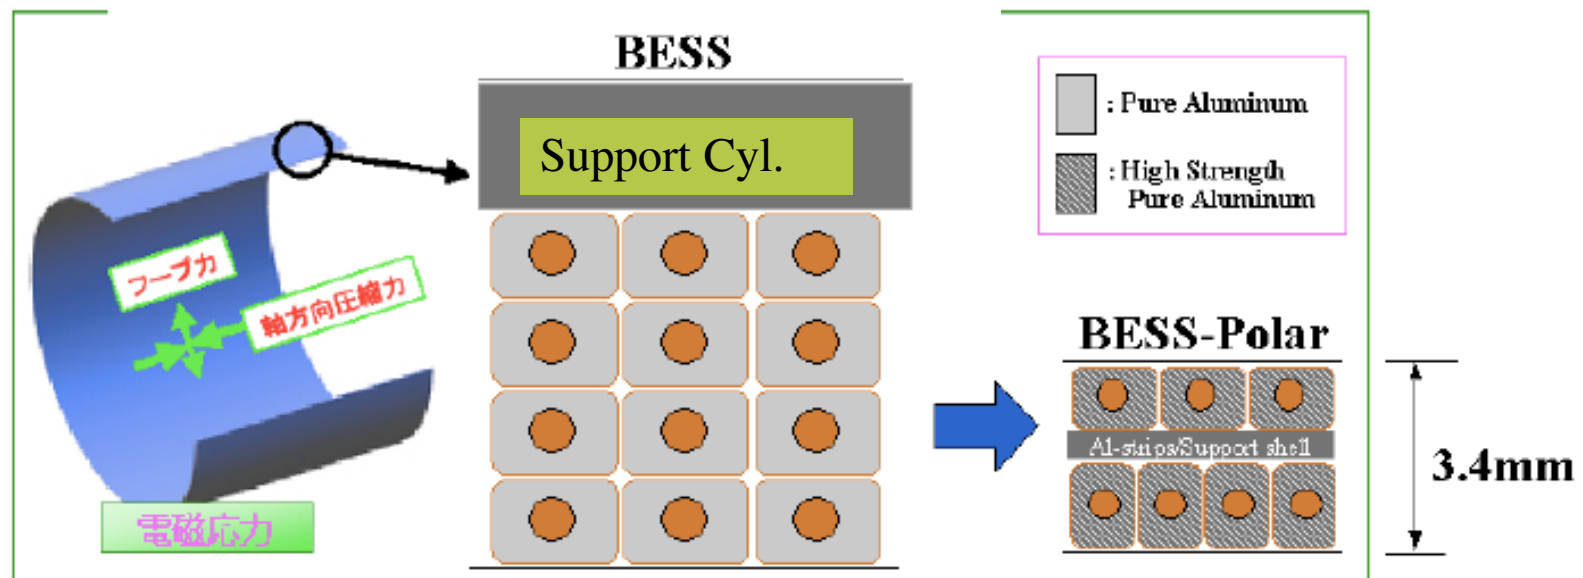 BESS
Support Cyl.
: Pure Aluminum
: High Strength
Pure Aluminum
フープ力
軸方向圧縮力
電磁応力
BESS-Polar
Al-strips/Support shell
3.4mm